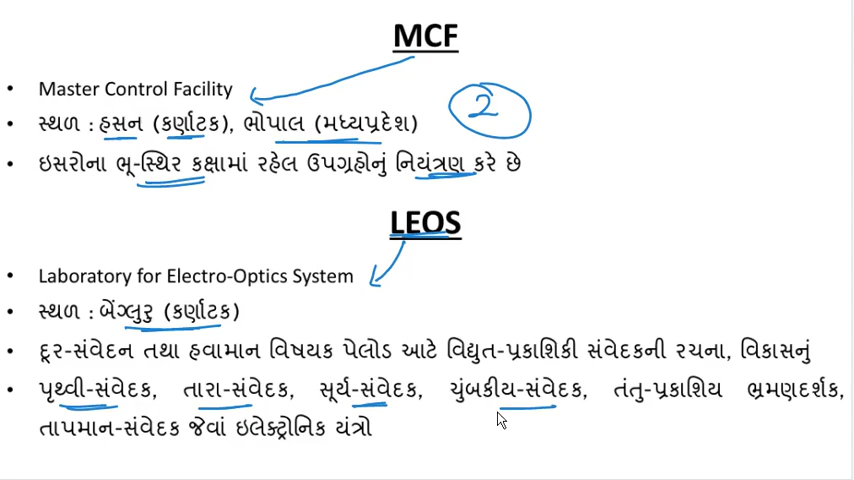 MCF
• Master Control Facility
2
• સ્થળ : હસન (કર્ણાટક), ભોપાલ (મધ્યપ્રદેશ)
• ઇસરોના ભૂ-સ્થિર કક્ષામાં રહેલ ઉપગ્રહોનું નિયંત્રણ કરે છે
LEOS
• Laboratory for Electro-Optics System
• સ્થળ : બેંગ્લુરુ (કર્ણાટક)
• દૂર-સંવેદન તથા હવામાન વિષયક પેલોડ આટે વિદ્યુત-પ્રકાશિકી સંવેદકની રચના, વિકાસનું
• પૃથ્વી-સંવેદક, તારા-સંવેદક, સૂર્ય-સંવેદક, ચુંબકીય-સંવેદક, તંતુ-પ્રકાશિય ભ્રમણદર્શક,
તાપમાન-સંવેદક જેવાં ઇલેક્ટ્રોનિક યંત્રો